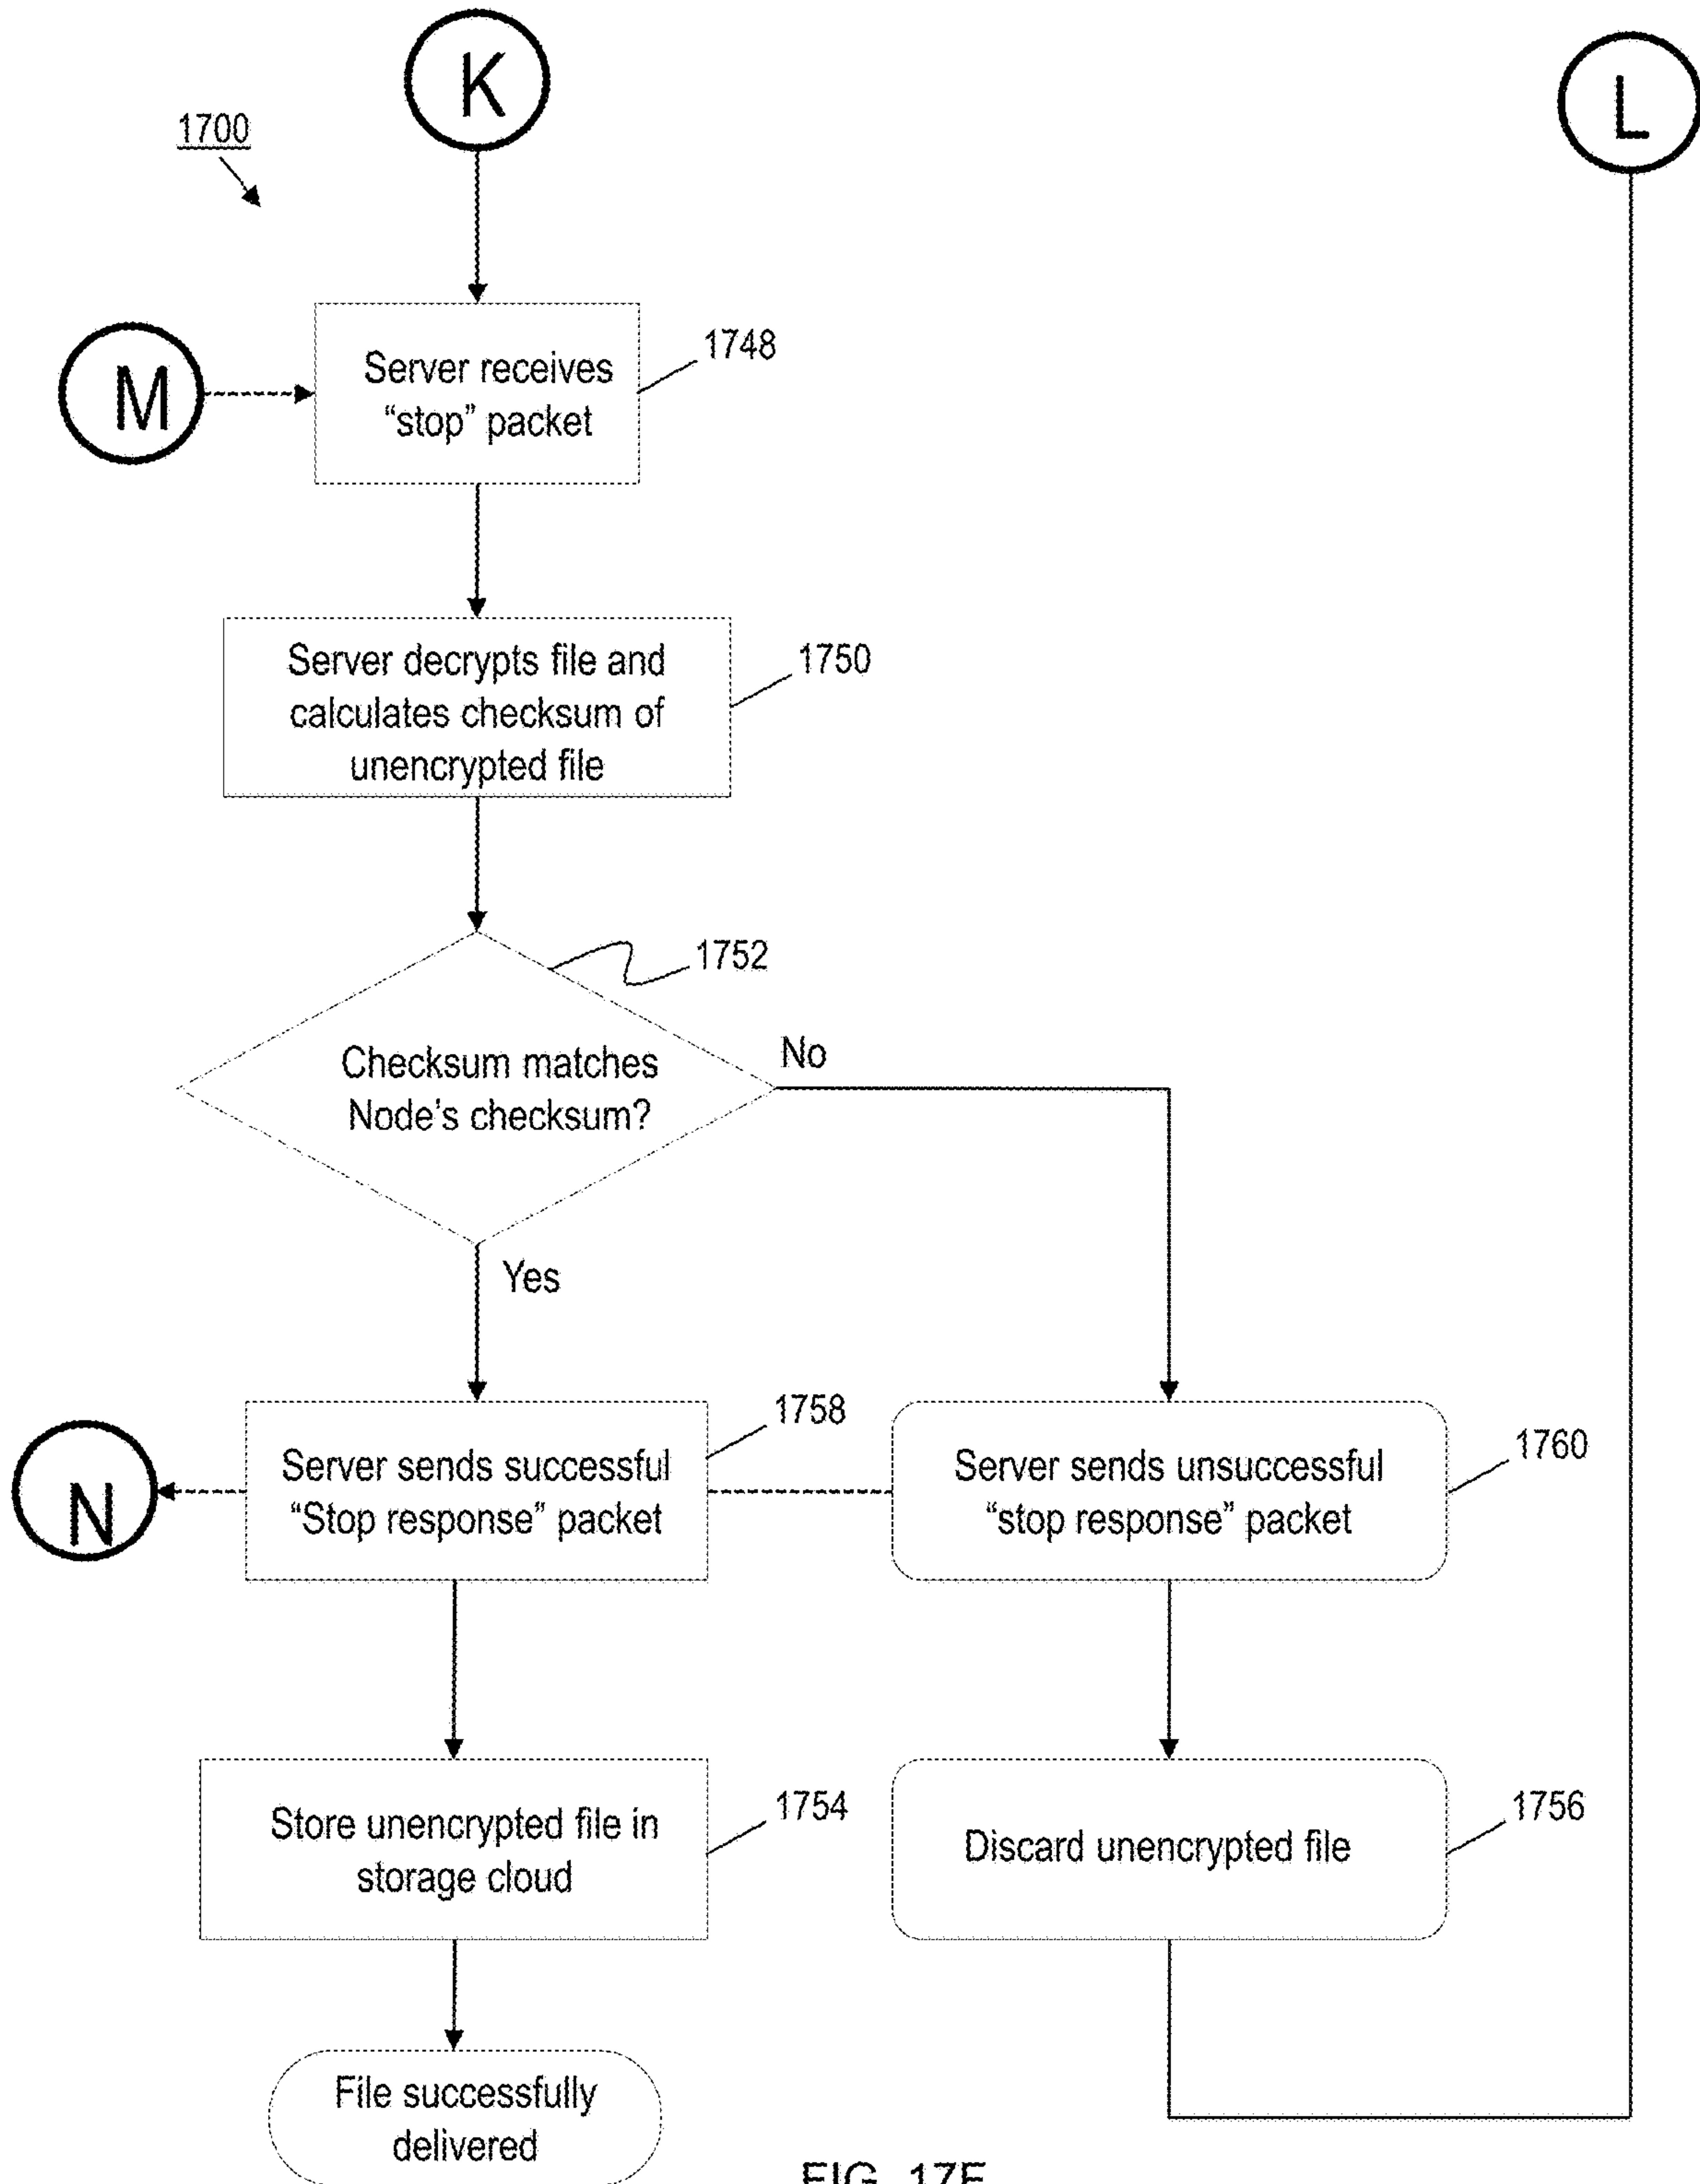 K
L
1700
M
Server receives
“stop” packet
1748
Server decrypts file and
calculates checksum of
unencrypted file
1750
1752
Checksum matches
Node’s checksum?
No
Yes
N
Server sends successful
“Stop response” packet
1758
Server sends unsuccessful
“stop response” packet
1760
Store unencrypted file in
storage cloud
1754
Discard unencrypted file
1756
File successfully
delivered